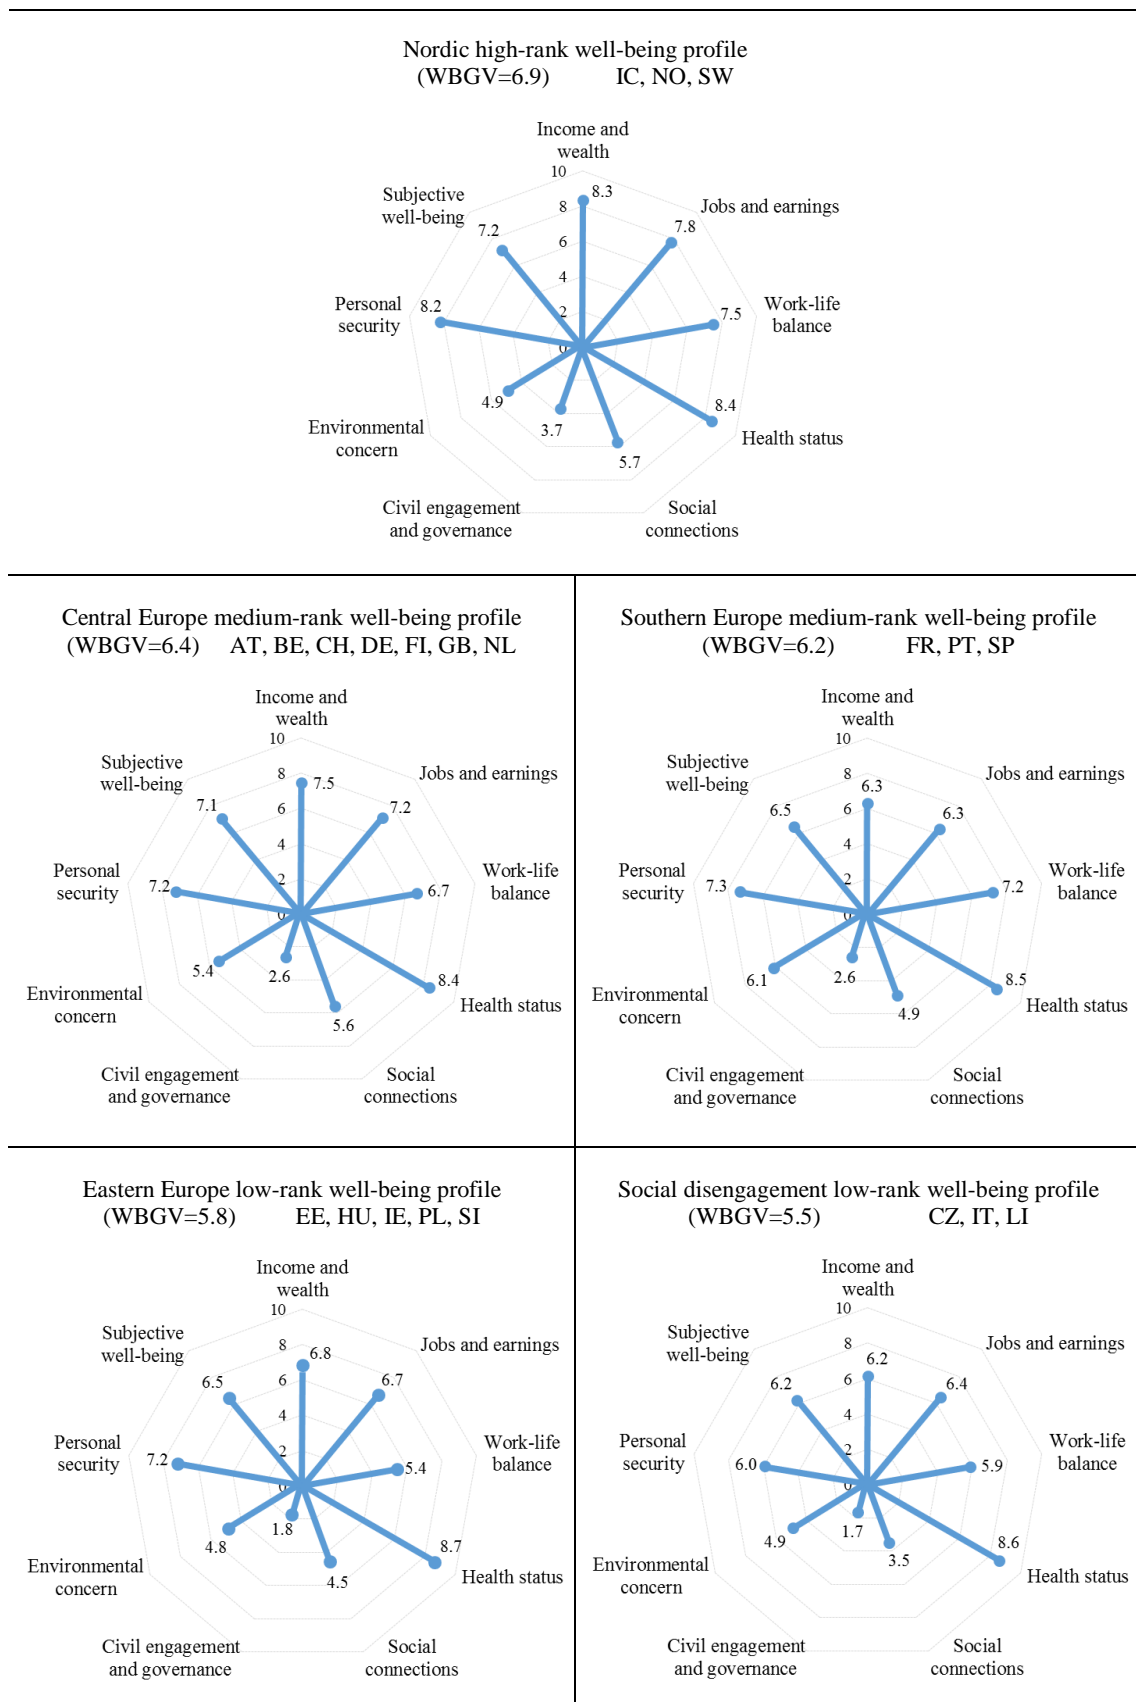 Nordic high-rank well-being profile
(WBGV=6.9) IC, NO, SW
Income and
wealth
10
8.3
Subjective
well-being
8
Jobs and earnings
7.2
7.8
6
4
Personal
security
8.2
Work-life
balance
7.5
2
0
4.9
8.4
Environmental
concern
3.7
Health status
5.7
Civil engagement
and governance
Social
connections
Central Europe medium-rank well-being profile
(WBGV=6.4) AT, BE, CH, DE, FI, GB, NL
Income and
wealth
10
Subjective
well-being
8
7.5
Jobs and earnings
7.1
7.2
6
4
Personal
security
7.2
2
6.7
Work-life
balance
0
5.4
2.6
8.4
Environmental
concern
Health status
5.6
Civil engagement
and governance
Social
connections
Southern Europe medium-rank well-being profile
(WBGV=6.2) FR, PT, SP
Income and
wealth
10
Subjective
well-being
8
6.3
Jobs and earnings
6.5
6.3
6
4
Personal
security
7.3
2
7.2
Work-life
balance
0
6.1
2.6
8.5
Environmental
concern
Health status
4.9
Civil engagement
and governance
Social
connections
Eastern Europe low-rank well-being profile
(WBGV=5.8) EE, HU, IE, PL, SI
Income and
wealth
10
Subjective
well-being
8
6.8
Jobs and earnings
6.5
6.7
6
4
Personal
security
7.2
2
5.4
Work-life
balance
0
4.8
1.8
8.7
Environmental
concern
Health status
4.5
Civil engagement
and governance
Social
connections
Social disengagement low-rank well-being profile
(WBGV=5.5) CZ, IT, LI
Income and
wealth
10
Subjective
well-being
8
6.2
Jobs and earnings
6.2
6.4
6
4
Personal
security
6.0
2
5.9
Work-life
balance
0
4.9
1.7
8.6
Environmental
concern
Health status
3.5
Civil engagement
and governance
Social
connections